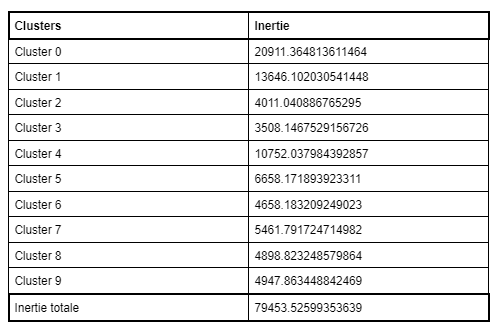 Clusters Inertie
Cluster 0 20911.364813611464
Cluster 1 13646.102030541448
Cluster 2 4011.040886765295
Cluster 3 3508.1467529156726
Cluster 4 10752.037984392857
Cluster 5 6658.171893923311
Cluster 6 4658.183209249023
Cluster 7 5461.791724714982
Cluster 8 4898.823248579864
Cluster 9 4947.863448842469
Inertie totale 79453.52599353639